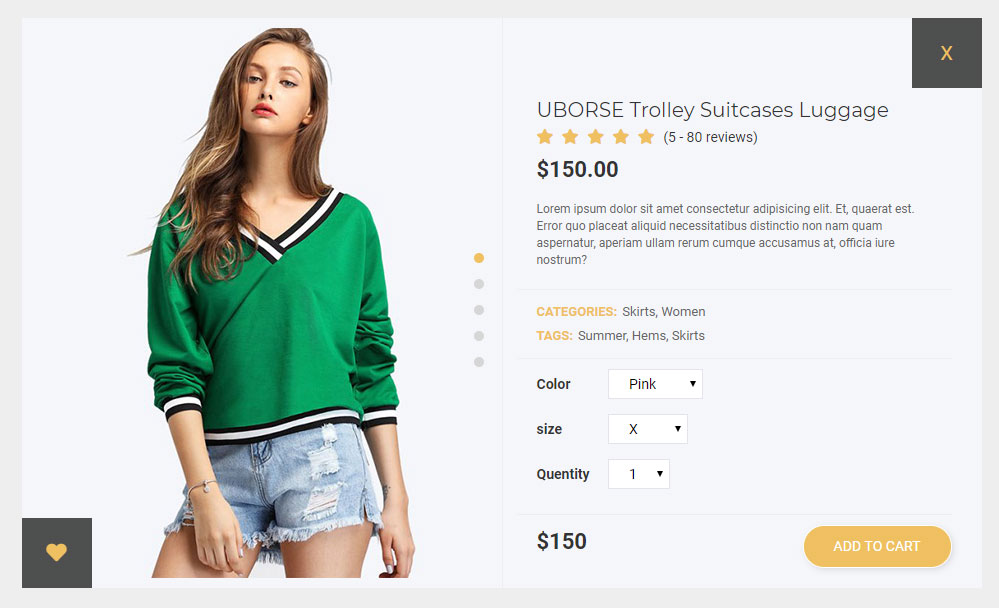 X
UBORSE Trolley Suitcases Luggage
(5 - 80 reviews)
$150.00
Lorem ipsum dolor sit amet consectetur adipisicing elit. Et, quaerat est.
Error quo placeat aliquid necessitatibus distinctio non nam quam
aspernatur, aperiam ullam rerum cumque accusamus at, officia iure
nostrum?
CATEGORIES: Skirts, Women
TAGS: Summer, Hems, Skirts
Color Pink
size X
Quentity 1
$150 ADD TO CART